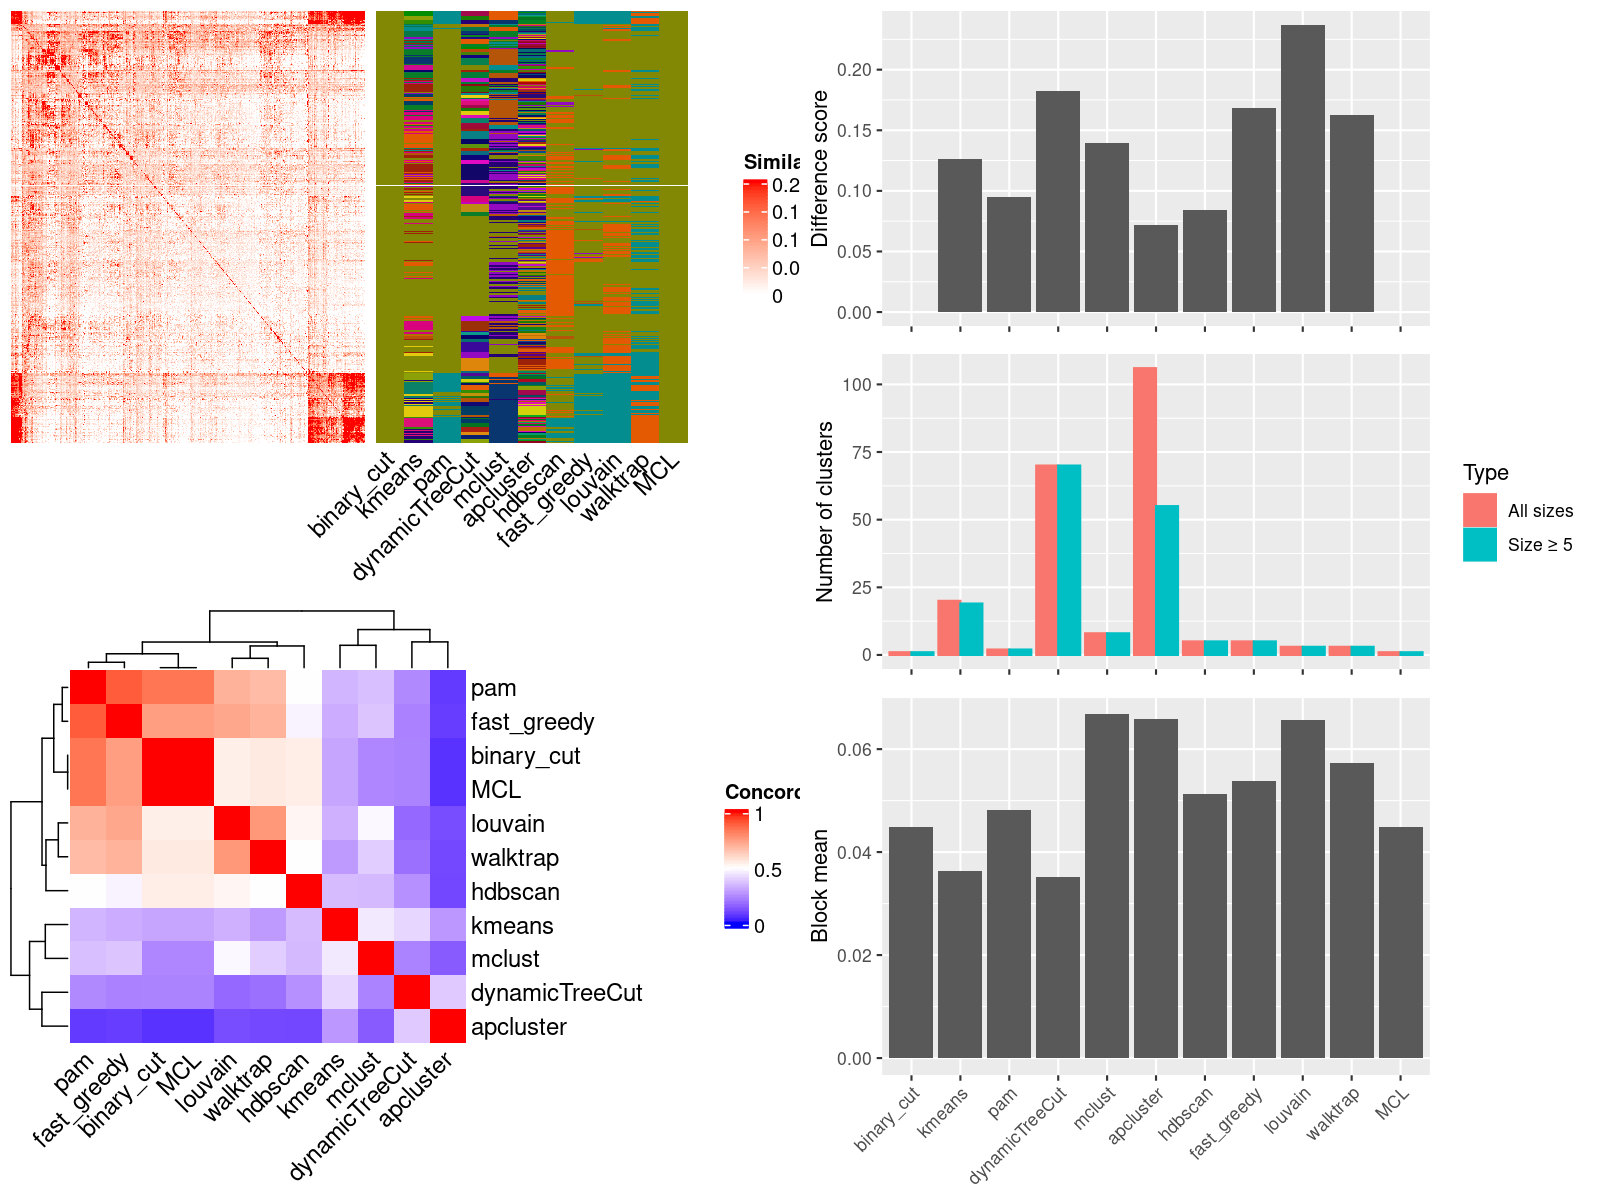 Simila
0.2
0.1
0.1
0.0
0
binary_cut
kmeans
pam
dynamicTreeCut
mclust
apcluster
hdbscan
fast_greedy
louvain
walktrap
MCL
pam
fast_greedy
binary_cut
MCL
louvain
walktrap
hdbscan
kmeans
mclust
dynamicTreeCut
apcluster
pam
fast_greedy
binary_cut
MCL
louvain
walktrap
hdbscan
kmeans
mclust
dynamicTreeCut
apcluster
Concord
1
0.5
0
Difference score
0.20
0.15
0.10
0.05
0.00
Number of clusters
100
75
50
25
0
Type
All sizes
Size ≥ 5
Block mean
0.06
0.04
0.02
0.00
binary_cut
kmeans
pam
dynamicTreeCut
mclust
apcluster
hdbscan
fast_greedy
louvain
walktrap
MCL